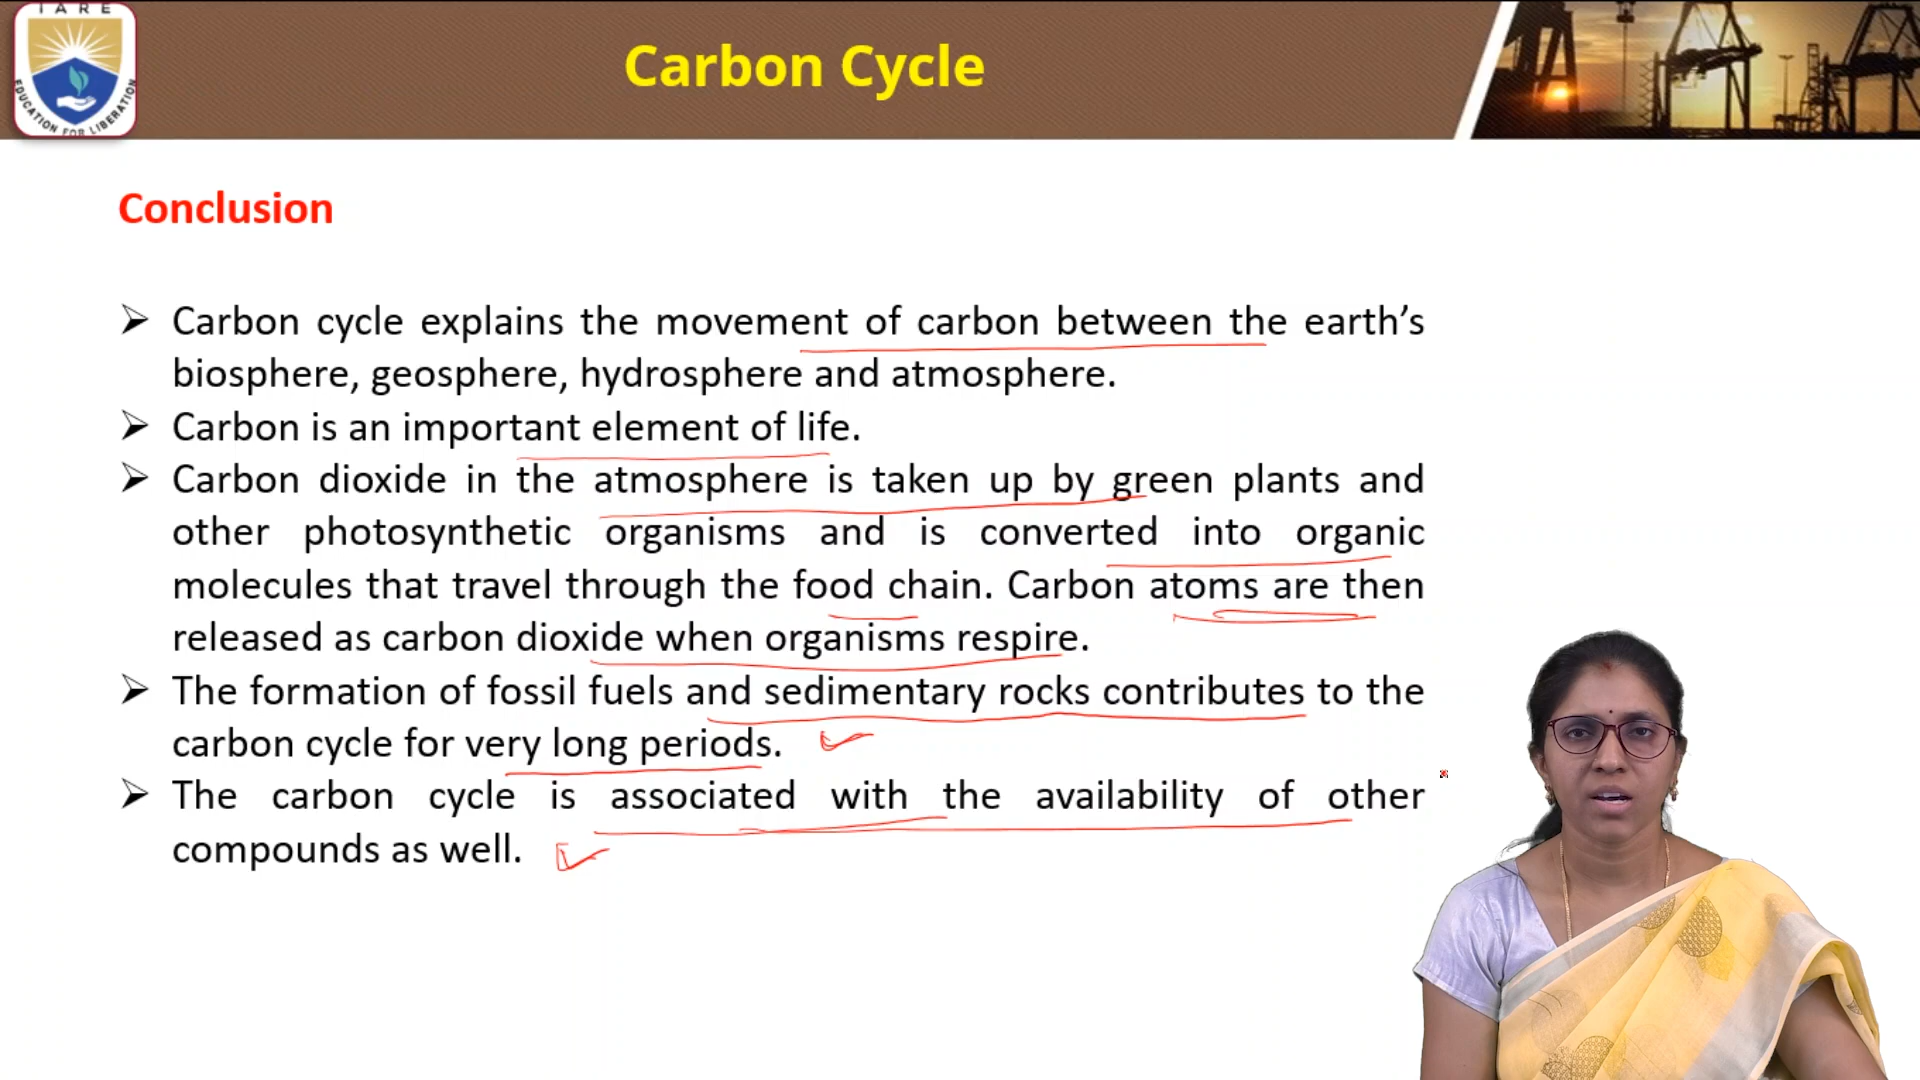 IARE
EDUCATION FOR LIBERATION
Carbon Cycle
Conclusion
Carbon cycle explains the movement of carbon between the earth’s
biosphere, geosphere, hydrosphere and atmosphere.
Carbon is an important element of life.
Carbon dioxide in the atmosphere is taken up by green plants and
other photosynthetic organisms and is converted into organic
molecules that travel through the food chain. Carbon atoms are then
released as carbon dioxide when organisms respire.
The formation of fossil fuels and sedimentary rocks contributes to the
carbon cycle for very long periods.
The carbon cycle is associated with the availability of other
compounds as well.